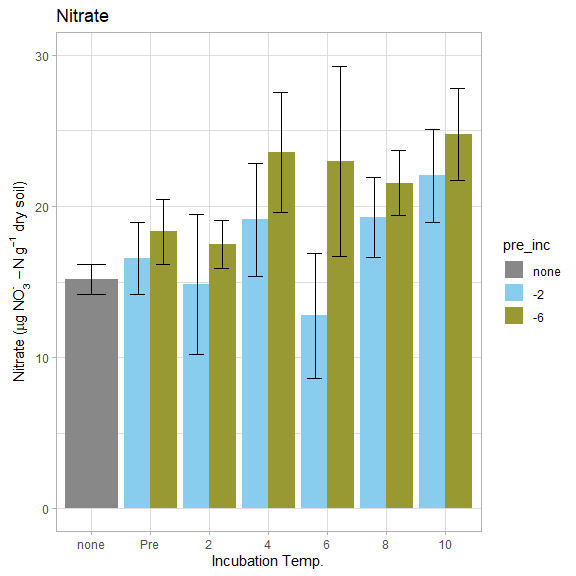 Nitrate
30
20
10
0
Nitrate (μg NO₃⁻ – N g⁻¹ dry soil)
none Pre 2 4 6 8 10
Incubation Temp.
pre_inc
none
-2
-6